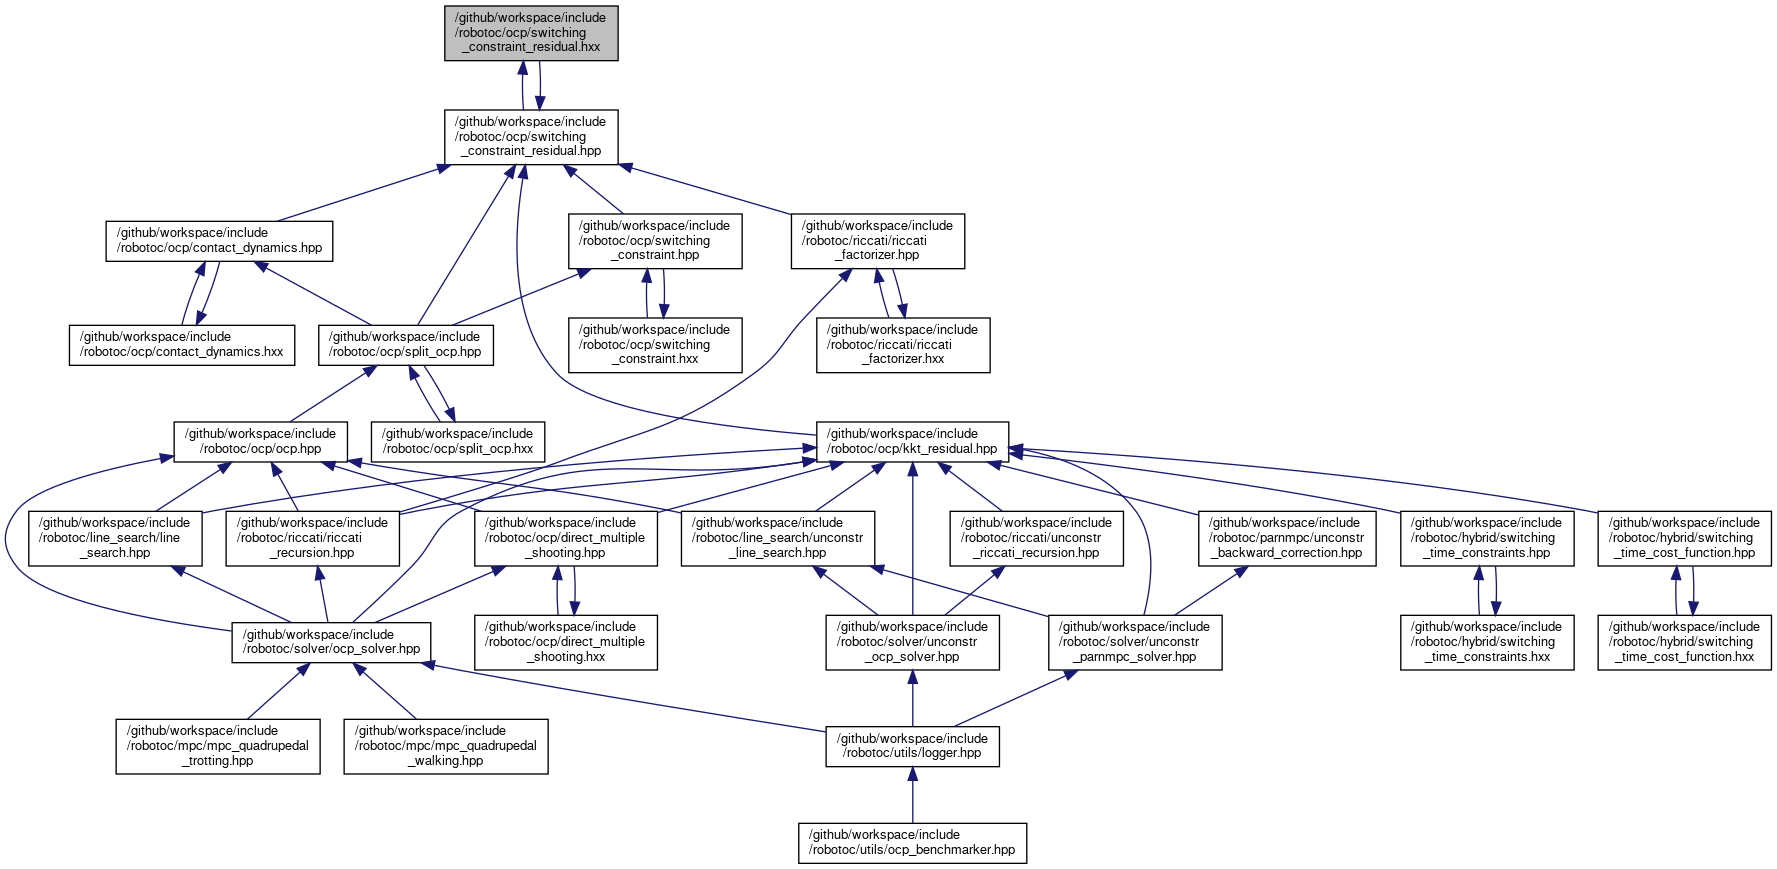 /github/workspace/include
/robotoc/ocp/switching
_constraint_residual.hxx
/github/workspace/include
/robotoc/ocp/switching
_constraint_residual.hpp
/github/workspace/include
/robotoc/ocp/contact_dynamics.hpp
/github/workspace/include
/robotoc/ocp/switching
_constraint.hpp
/github/workspace/include
/robotoc/riccati/riccati
_factorizer.hpp
/github/workspace/include
/robotoc/ocp/contact_dynamics.hxx
/github/workspace/include
/robotoc/ocp/split_ocp.hpp
/github/workspace/include
/robotoc/ocp/switching
_constraint.hxx
/github/workspace/include
/robotoc/riccati/riccati
_factorizer.hxx
/github/workspace/include
/robotoc/ocp/ocp.hpp
/github/workspace/include
/robotoc/ocp/split_ocp.hxx
/github/workspace/include
/robotoc/ocp/kkt_residual.hpp
/github/workspace/include
/robotoc/line_search/line
_search.hpp
/github/workspace/include
/robotoc/riccati/riccati
_recursion.hpp
/github/workspace/include
/robotoc/ocp/direct_multiple
_shooting.hpp
/github/workspace/include
/robotoc/line_search/unconstr
_line_search.hpp
/github/workspace/include
/robotoc/riccati/unconstr
_riccati_recursion.hpp
/github/workspace/include
/robotoc/parnmpc/unconstr
_backward_correction.hpp
/github/workspace/include
/robotoc/hybrid/switching
_time_constraints.hpp
/github/workspace/include
/robotoc/hybrid/switching
_time_cost_function.hpp
/github/workspace/include
/robotoc/solver/ocp_solver.hpp
/github/workspace/include
/robotoc/ocp/direct_multiple
_shooting.hxx
/github/workspace/include
/robotoc/solver/unconstr
_ocp_solver.hpp
/github/workspace/include
/robotoc/solver/unconstr
_parnmpc_solver.hpp
/github/workspace/include
/robotoc/hybrid/switching
_time_constraints.hxx
/github/workspace/include
/robotoc/hybrid/switching
_time_cost_function.hxx
/github/workspace/include
/robotoc/mpc/mpc_quadrupedal
_trotting.hpp
/github/workspace/include
/robotoc/mpc/mpc_quadrupedal
_walking.hpp
/github/workspace/include
/robotoc/utils/logger.hpp
/github/workspace/include
/robotoc/utils/ocp_benchmarker.hpp